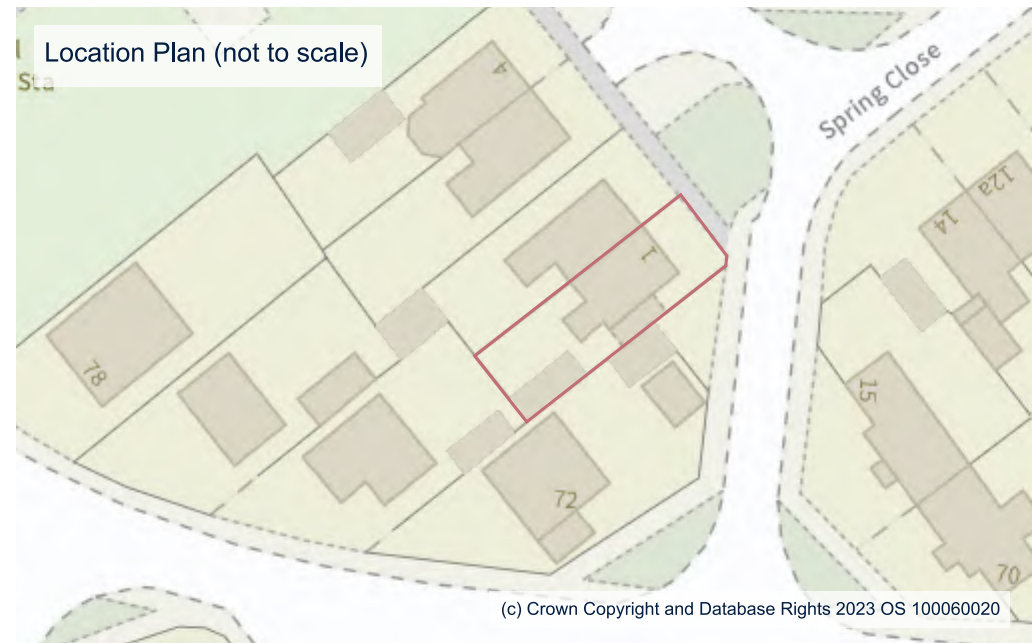 Location Plan (not to scale)
Sta
4
Spring Close
12a
14
1
78
15
72
70
(c) Crown Copyright and Database Rights 2023 OS 100060020